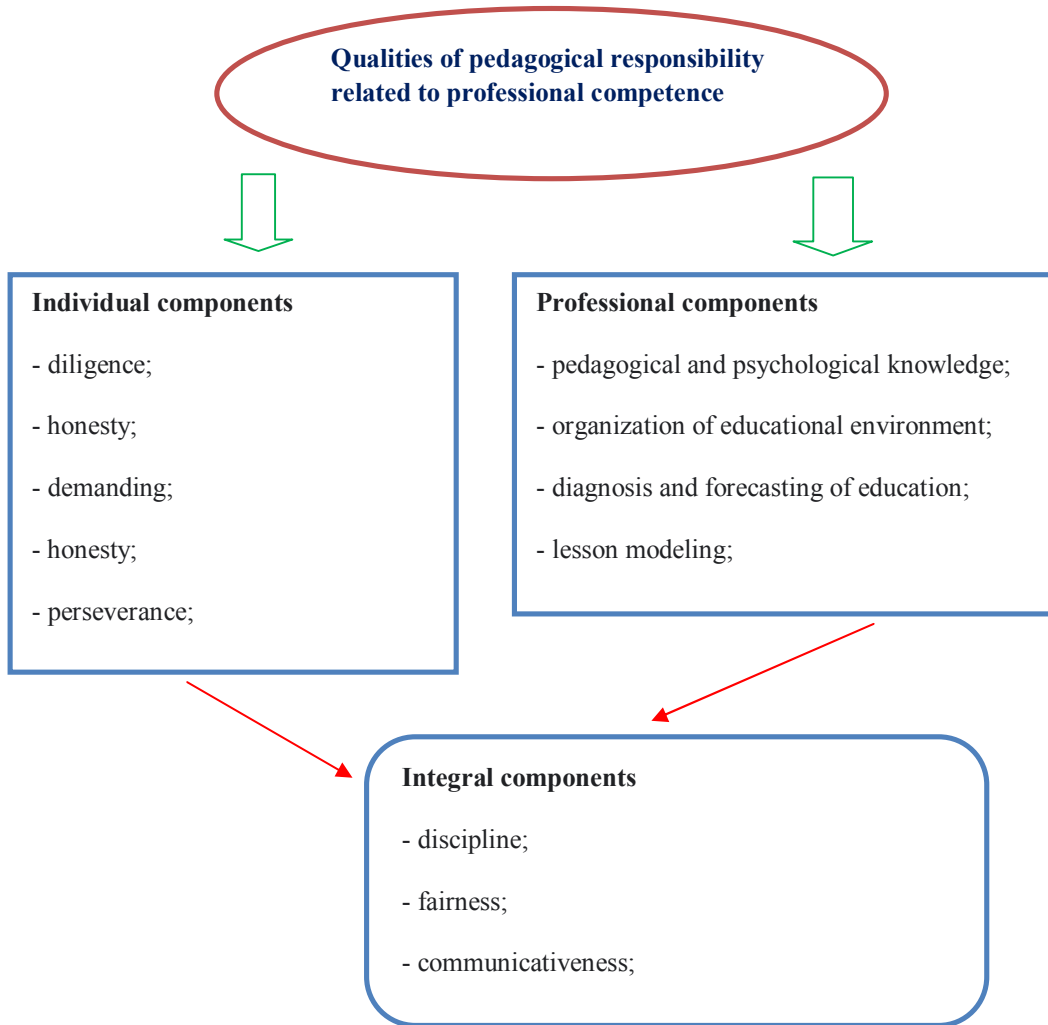 Qualities of pedagogical responsibility
related to professional competence
Individual components
- diligence;
- honesty;
- demanding;
- honesty;
- perseverance;
Professional components
- pedagogical and psychological knowledge;
- organization of educational environment;
- diagnosis and forecasting of education;
- lesson modeling;
Integral components
- discipline;
- fairness;
- communicativeness;